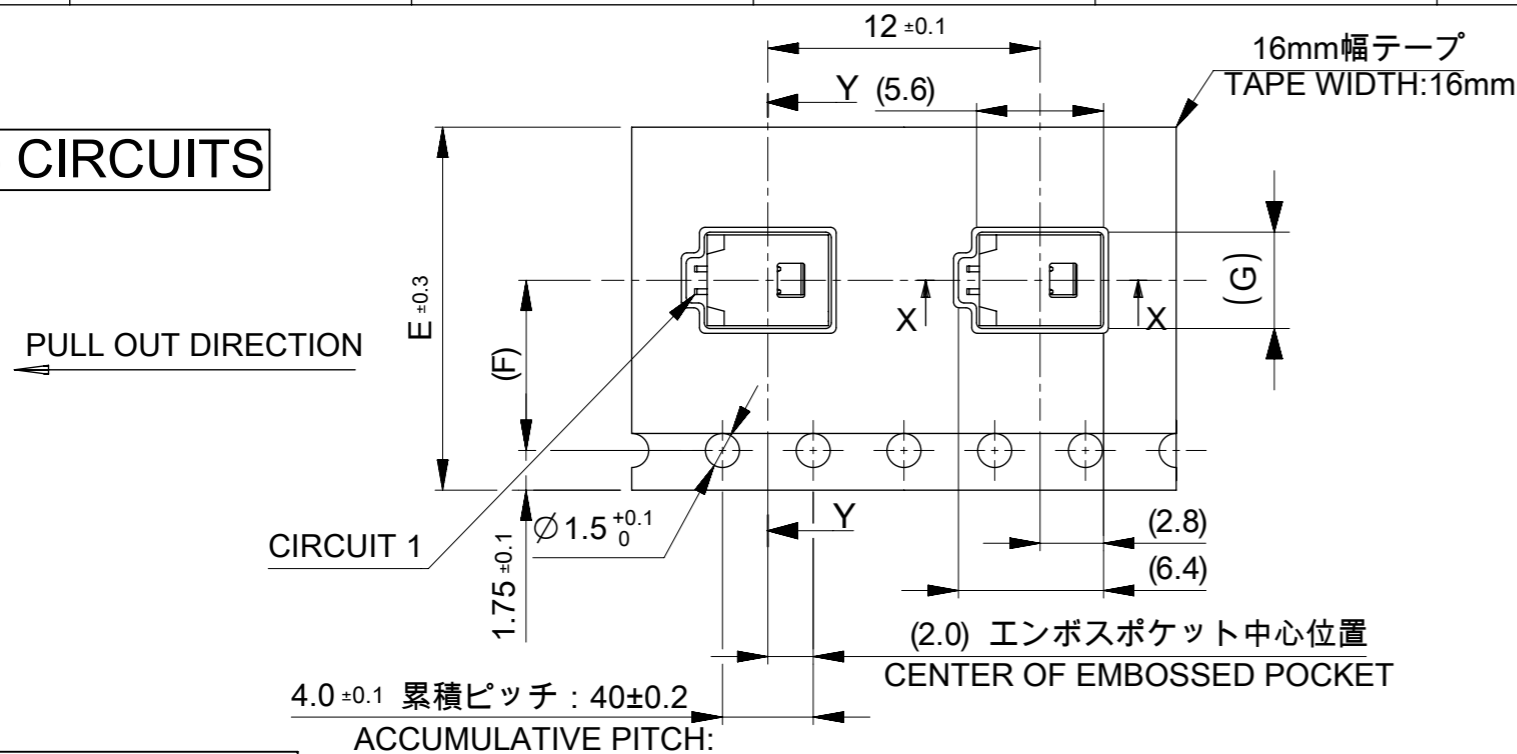 12 ±0.1
16mm幅テープ
TAPE WIDTH:16mm
Y
(5.6)
CIRCUITS
E ±0.3
(F)
(G)
X
X
PULL OUT DIRECTION
CIRCUIT 1
1.75 ±0.1
∅1.5 +0.1 0
Y
(2.8)
(6.4)
(2.0) エンボスポケット中心位置
CENTER OF EMBOSSED POCKET
4.0 ±0.1 累積ピッチ : 40±0.2
ACCUMULATIVE PITCH: